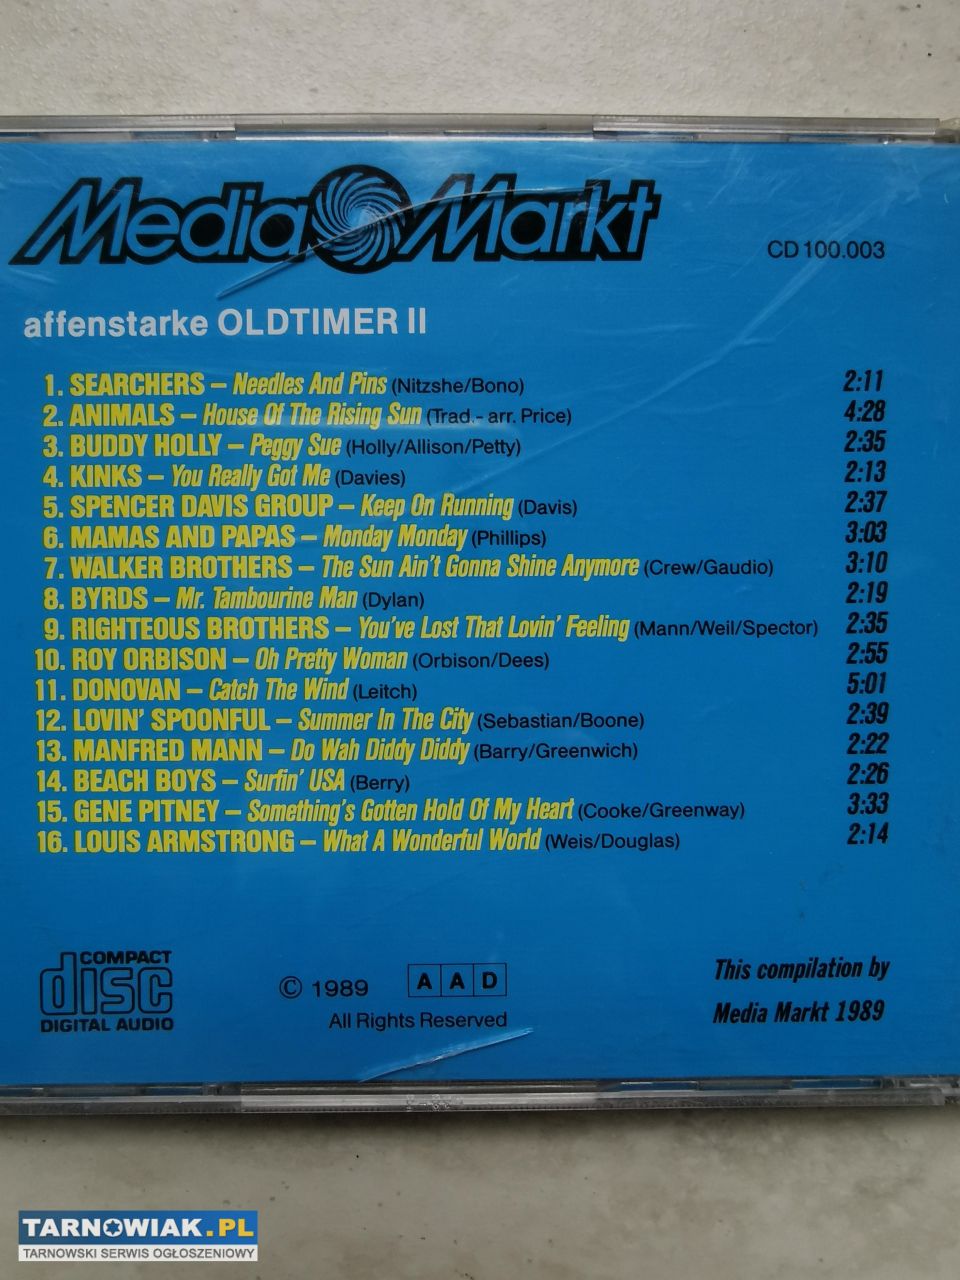 Media Markt
CD 100.003
affenstarke OLDTIMER II
1. SEARCHERS – Needles And Pins (Nitzshe/Bono) 2:11
2. ANIMALS – House Of The Rising Sun (Trad.- arr. Price) 4:28
3. BUDDY HOLLY – Peggy Sue (Holly/Allison/Petty) 2:35
4. KINKS – You Really Got Me (Davies) 2:13
5. SPENCER DAVIS GROUP – Keep On Running (Davis) 2:37
6. MAMAS AND PAPAS – Monday Monday (Phillips) 3:03
7. WALKER BROTHERS – The Sun Ain't Gonna Shine Anymore (Crew/Gaudio) 3:10
8. BYRDS – Mr. Tambourine Man (Dylan) 2:19
9. RIGHTEOUS BROTHERS – You've Lost That Lovin' Feeling (Mann/Weil/Spector) 2:35
10. ROY ORBISON – Oh Pretty Woman (Orbison/Dees) 2:55
11. DONOVAN – Catch The Wind (Leitch) 5:01
12. LOVIN' SPOONFUL – Summer In The City (Sebastian/Boone) 2:39
13. MANFRED MANN – Do Wah Diddy Diddy (Barry/Greenwich) 2:22
14. BEACH BOYS – Surfin' USA (Berry) 2:26
15. GENE PITNEY – Something's Gotten Hold Of My Heart (Cooke/Greenway) 3:33
16. LOUIS ARMSTRONG – What A Wonderful World (Weis/Douglas) 2:14
COMPACT
disc
DIGITAL AUDIO
© 1989 A A D
All Rights Reserved
This compilation by
Media Markt 1989
TARNOWIAK.PL
TARNOWSKI SERWIS OGŁOSZENIOWY